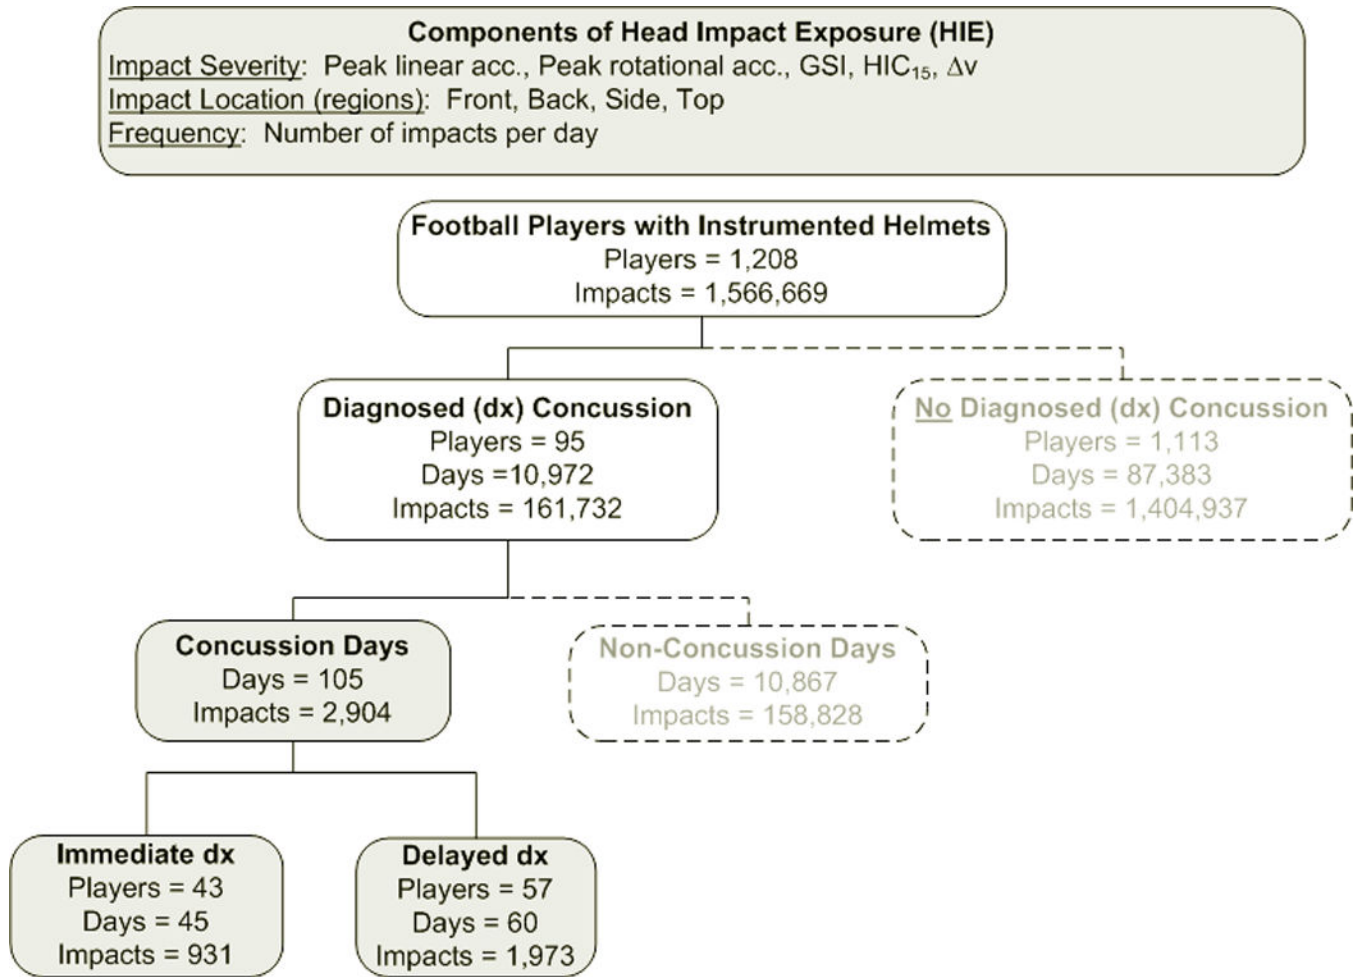 Components of Head Impact Exposure (HIE)
Impact Severity: Peak linear acc., Peak rotational acc., GSI, HIC₁₅, Δv
Impact Location (regions): Front, Back, Side, Top
Frequency: Number of impacts per day
Football Players with Instrumented Helmets
Players = 1,208
Impacts = 1,566,669
Diagnosed (dx) Concussion
Players = 95
Days =10,972
Impacts = 161,732
No Diagnosed (dx) Concussion
Players = 1,113
Days = 87,383
Impacts = 1,404,937
Concussion Days
Days = 105
Impacts = 2,904
Non-Concussion Days
Days = 10,867
Impacts = 158,828
Immediate dx
Players = 43
Days = 45
Impacts = 931
Delayed dx
Players = 57
Days = 60
Impacts = 1,973